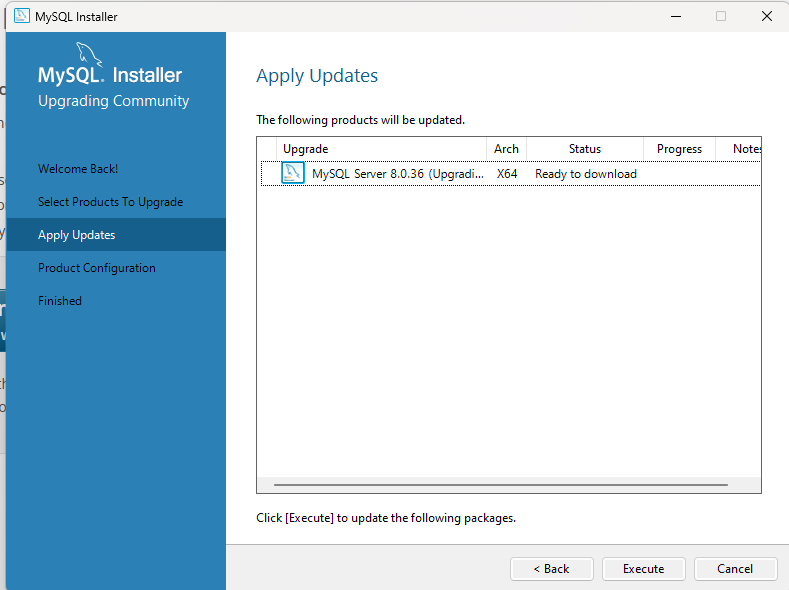 MySQL Installer
MySQL. Installer
Upgrading Community
Welcome Back!
Select Products To Upgrade
Apply Updates
Product Configuration
Finished
Apply Updates
The following products will be updated.
Upgrade Arch Status Progress Notes
MySQL Server 8.0.36 (Upgradi... X64 Ready to download
Click [Execute] to update the following packages.
< Back Execute Cancel